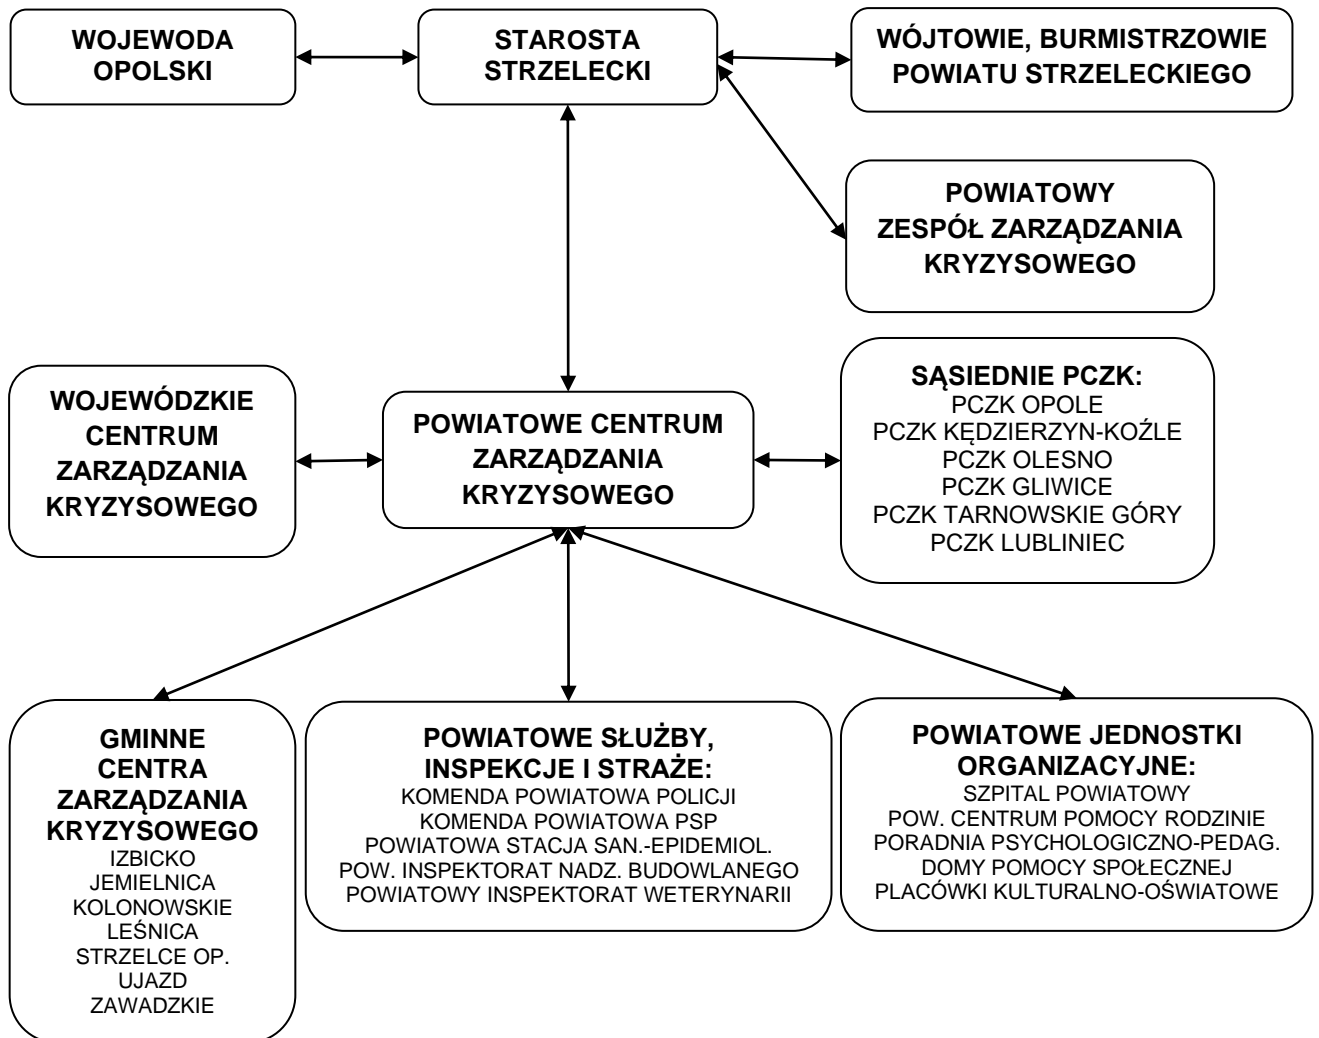 WOJEWODA
OPOLSKI
STAROSTA
STRZELECKI
WÓJTOWIE, BURMISTRZOWIE
POWIATU STRZELECKIEGO
POWIATOWY
ZESPÓŁ ZARZĄDZANIA
KRYZYSOWEGO
WOJEWÓDZKIE
CENTRUM
ZARZĄDZANIA
KRYZYSOWEGO
POWIATOWE CENTRUM
ZARZĄDZANIA
KRYZYSOWEGO
SĄSIEDNIE PCZK:
PCZK OPOLE
PCZK KĘDZIERZYN-KOŹLE
PCZK OLESNO
PCZK GLIWICE
PCZK TARNOWSKIE GÓRY
PCZK LUBLINIEC
GMINNE
CENTRA
ZARZĄDZANIA
KRYZYSOWEGO
IZBICKO
JEMIELNICA
KOLONOWSKIE
LEŚNICA
STRZELCE OP.
UJAZD
ZAWADZKIE
POWIATOWE SŁUŻBY,
INSPEKCJE I STRAŻE:
KOMENDA POWIATOWA POLICJI
KOMENDA POWIATOWA PSP
POWIATOWA STACJA SAN.-EPIDEMIOL.
POW. INSPEKTORAT NADZ. BUDOWLANEGO
POWIATOWY INSPEKTORAT WETERYNARII
POWIATOWE JEDNOSTKI
ORGANIZACYJNE:
SZPITAL POWIATOWY
POW. CENTRUM POMOCY RODZINIE
PORADNIA PSYCHOLOGICZNO-PEDAG.
DOMY POMOCY SPOŁECZNEJ
PLACÓWKI KULTURALNO-OŚWIATOWE